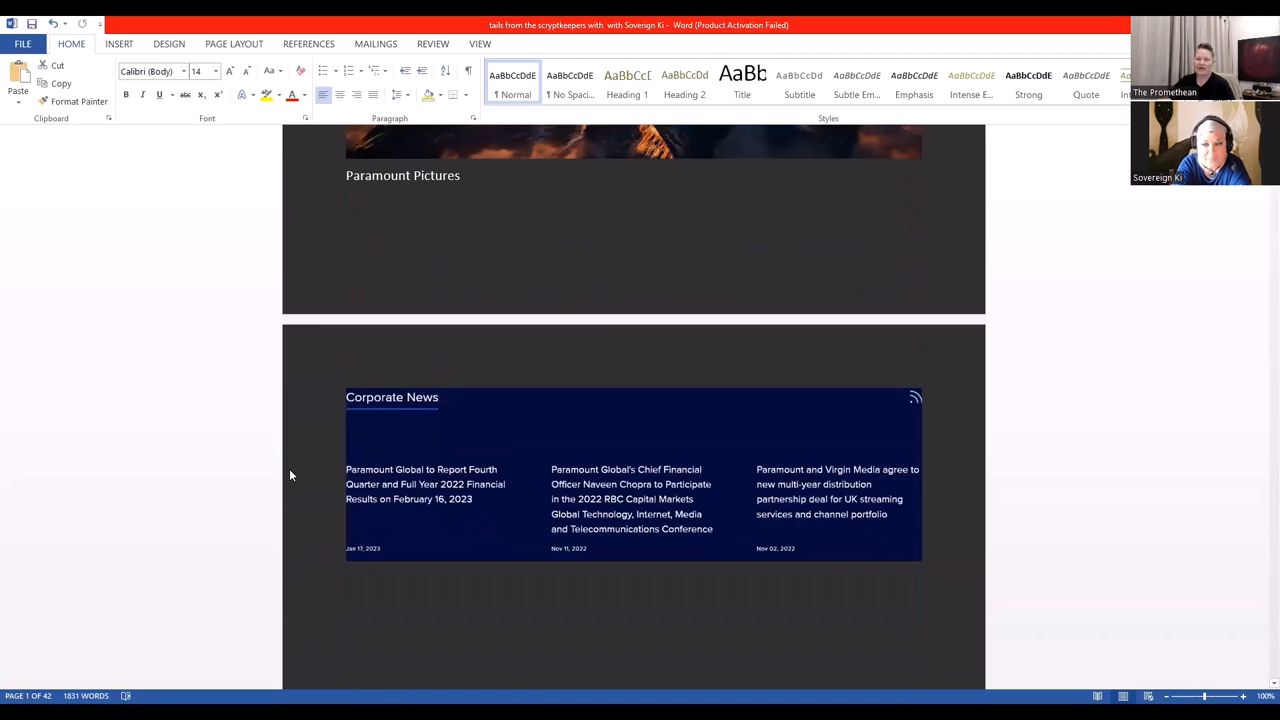 tails from the scryptkeepers with  with Soverign Ki -  Word (Product Activation Failed)
FILE
HOME
INSERT
DESIGN
PAGE LAYOUT
REFERENCES
MAILINGS
REVIEW
VIEW
Paste
Cut
Copy
Format Painter
Clipboard
Calibri (Body)
14
Font
Paragraph
AaBbCcDdE
¶ Normal
AaBbCcDdE
¶ No Spaci...
AaBbC
Heading 1
AaBbCcDd
Heading 2
AaBb
Title
AaBbCcDd
Subtitle
AaBbCcDdE
Subtle Em...
AaBbCcDdE
Emphasis
AaBbCcDdE
Intense E...
AaBbCcDdE
Strong
AaBbCcDdE
Quote
Styles
The Promethean
Sovereign Ki
Paramount Pictures
Corporate News
Paramount Global to Report Fourth
Quarter and Full Year 2022 Financial
Results on February 16, 2023
Jan 17, 2023
Paramount Global's Chief Financial
Officer Naveen Chopra to Participate
in the 2022 RBC Capital Markets
Global Technology, Internet, Media
and Telecommunications Conference
Nov 11, 2022
Paramount and Virgin Media agree to
new multi-year distribution
partnership deal for UK streaming
services and channel portfolio
Nov 02, 2022
PAGE 1 OF 42
1831 WORDS
100%